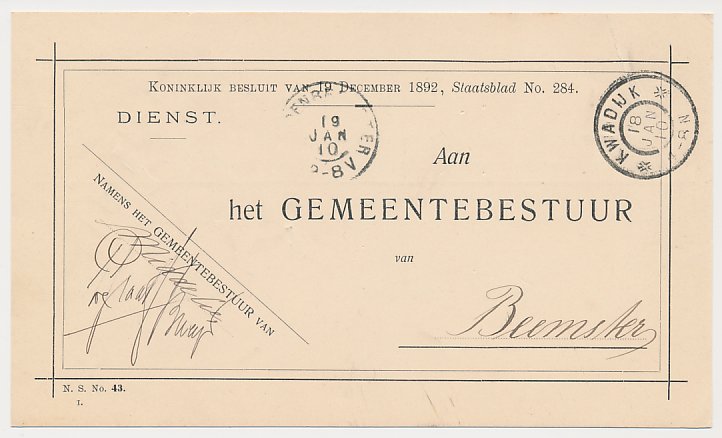 KONINKLIJK BESLUIT VAN 19 DECEMBER 1892, Staatsblad No. 284.
DIENST.
19
JAN
10
KWADIJK
18
JAN
10
Aan
het GEMEENTEBESTUUR
van
Beemster
NAMENS HET GEMEENTEBESTUUR VAN
N. S. No. 43.
I.